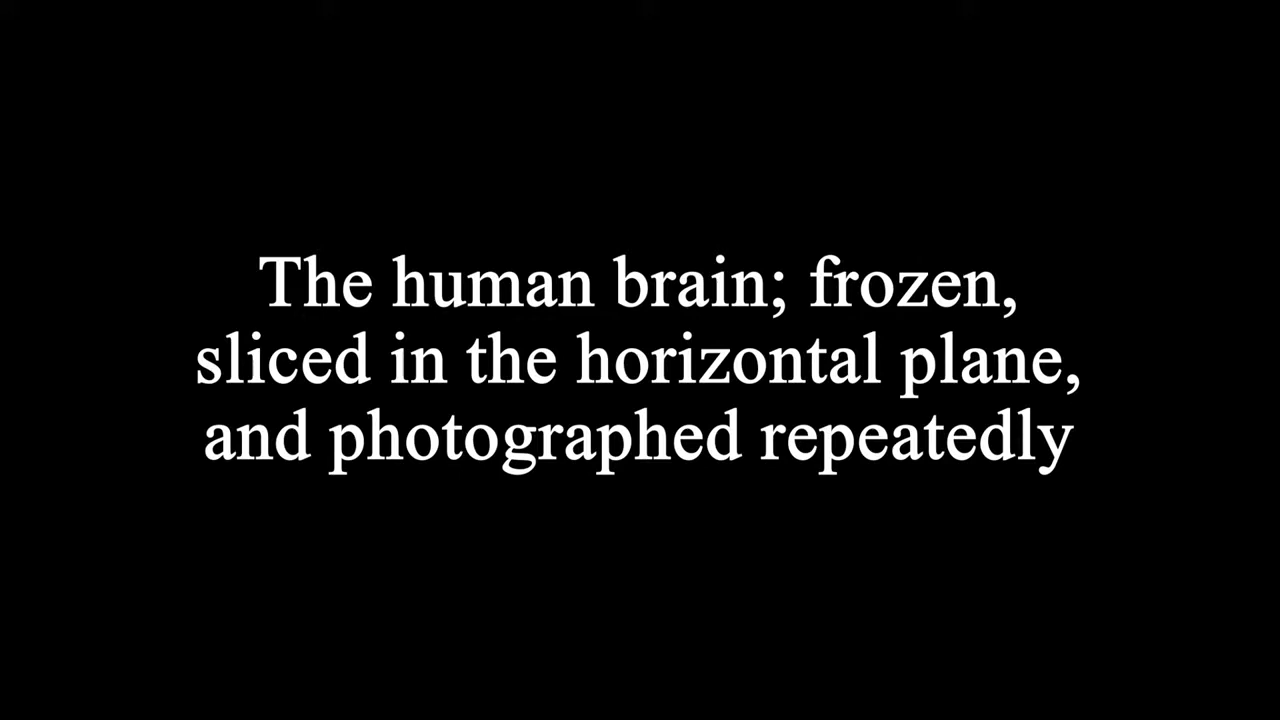 The human brain; frozen,
sliced in the horizontal plane,
and photographed repeatedly